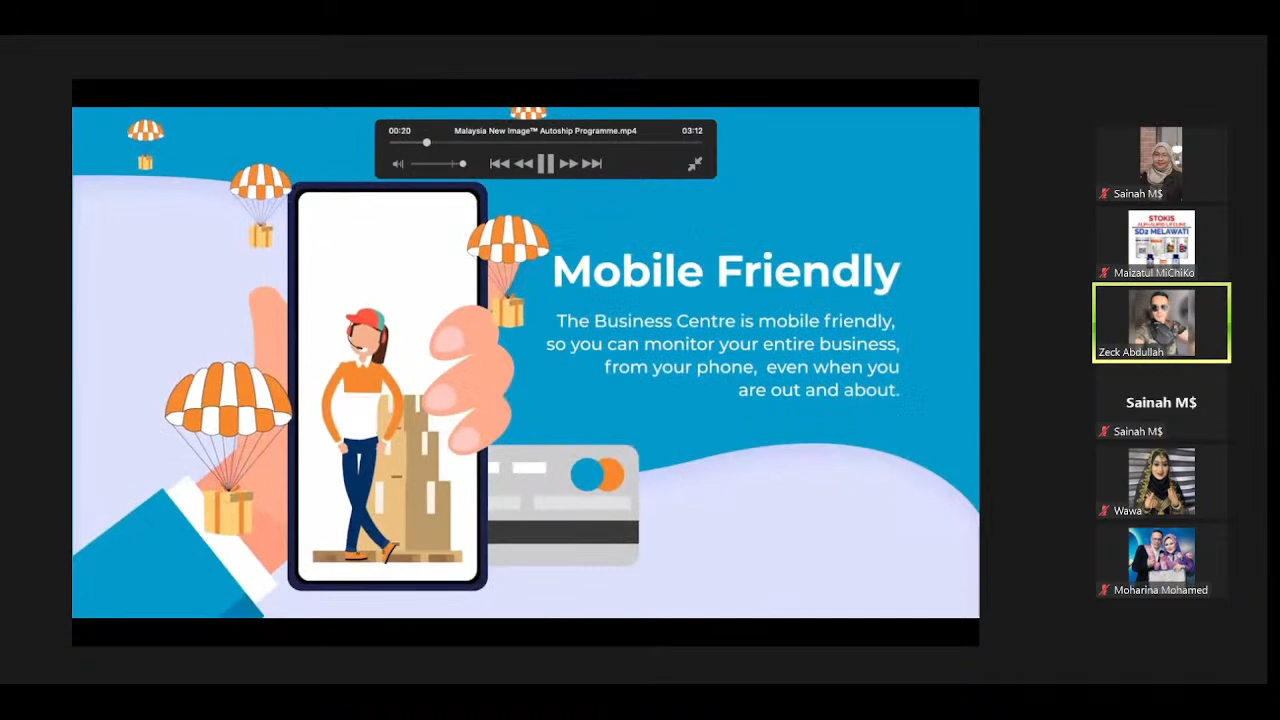 00:20
Malaysia New Image™ Autoship Programme.mp4
03:12
Mobile Friendly
The Business Centre is mobile friendly,
so you can monitor your entire business,
from your phone, even when you
are out and about.
Sainah M$
STOKIS
ALPHALIPID LIFELINE
SD2 MELAWATI
Maizatul MiChiKo
Zeck Abdullah
Sainah M$
Sainah M$
Wawa
Moharina Mohamed